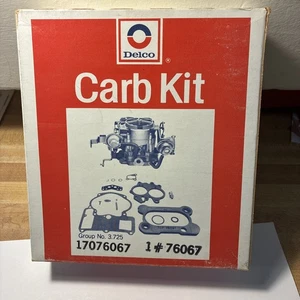 Delco
Carb Kit
Group No. 3.725
17076067 1 # 76067